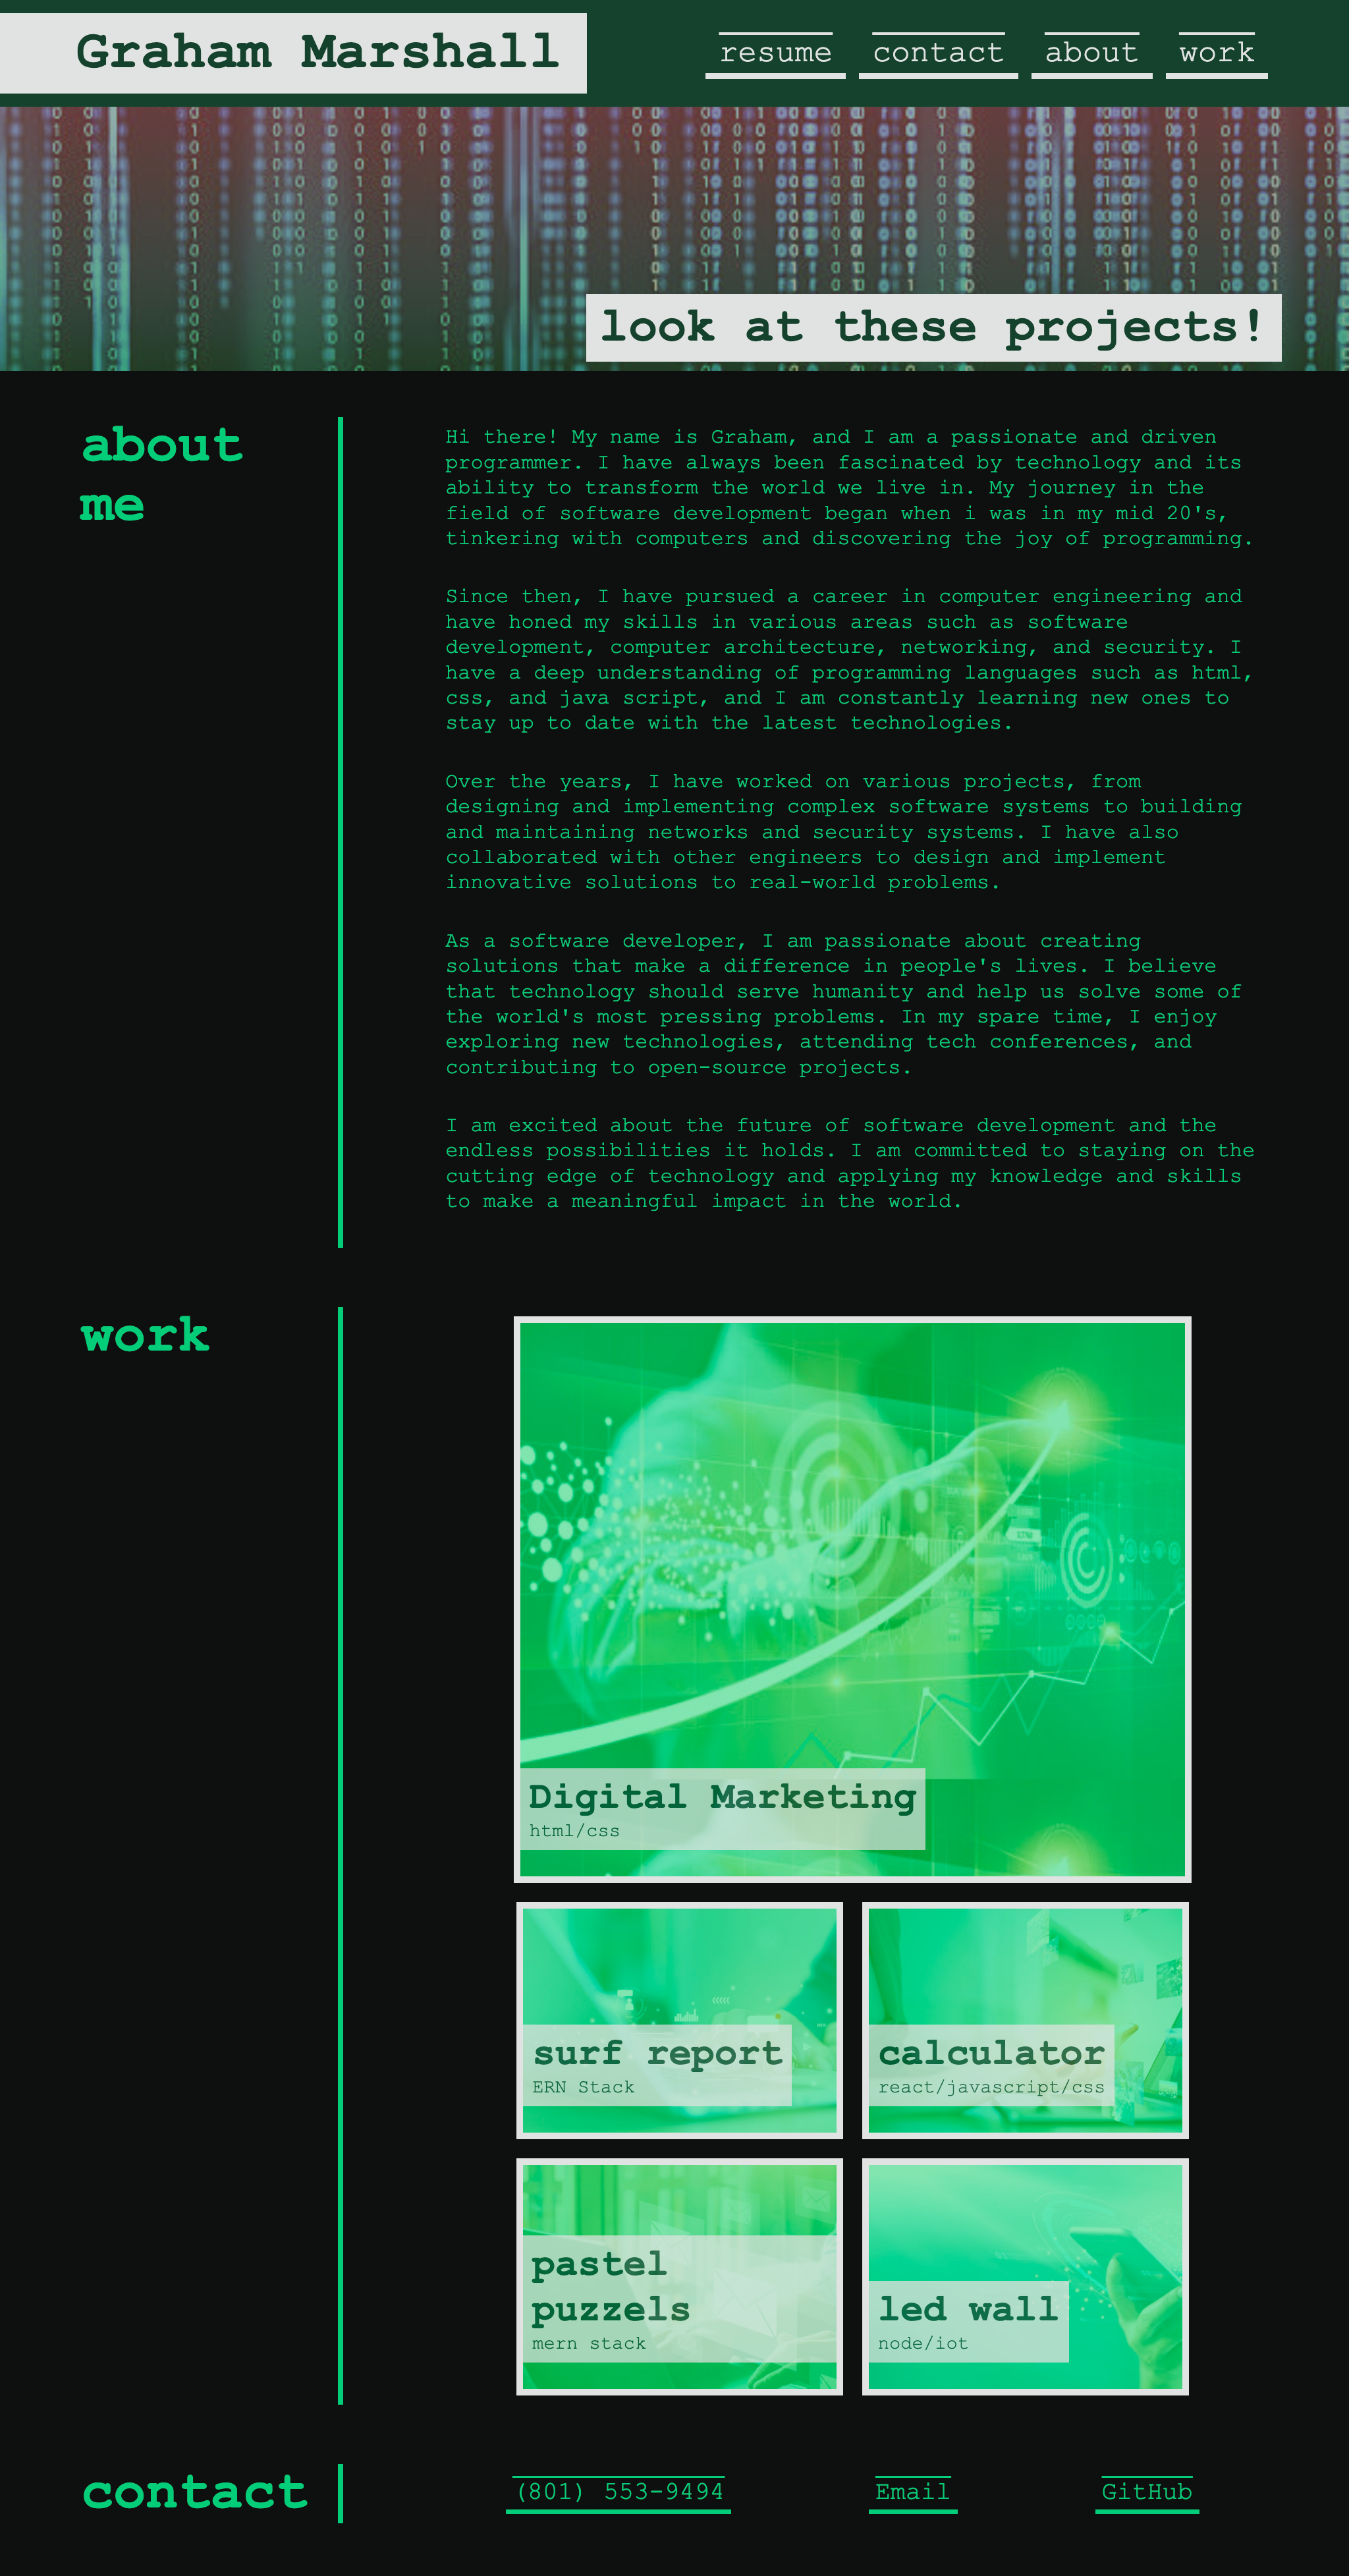 Graham Marshall
resume contact about work
look at these projects!
about
me
Hi there! My name is Graham, and I am a passionate and driven
programmer. I have always been fascinated by technology and its
ability to transform the world we live in. My journey in the
field of software development began when i was in my mid 20's,
tinkering with computers and discovering the joy of programming.
Since then, I have pursued a career in computer engineering and
have honed my skills in various areas such as software
development, computer architecture, networking, and security. I
have a deep understanding of programming languages such as html,
css, and java script, and I am constantly learning new ones to
stay up to date with the latest technologies.
Over the years, I have worked on various projects, from
designing and implementing complex software systems to building
and maintaining networks and security systems. I have also
collaborated with other engineers to design and implement
innovative solutions to real-world problems.
As a software developer, I am passionate about creating
solutions that make a difference in people's lives. I believe
that technology should serve humanity and help us solve some of
the world's most pressing problems. In my spare time, I enjoy
exploring new technologies, attending tech conferences, and
contributing to open-source projects.
I am excited about the future of software development and the
endless possibilities it holds. I am committed to staying on the
cutting edge of technology and applying my knowledge and skills
to make a meaningful impact in the world.
work
Digital Marketing
html/css
surf report
ERN Stack
calculator
react/javascript/css
pastel
puzzels
mern stack
led wall
node/iot
contact
(801) 553-9494 Email GitHub